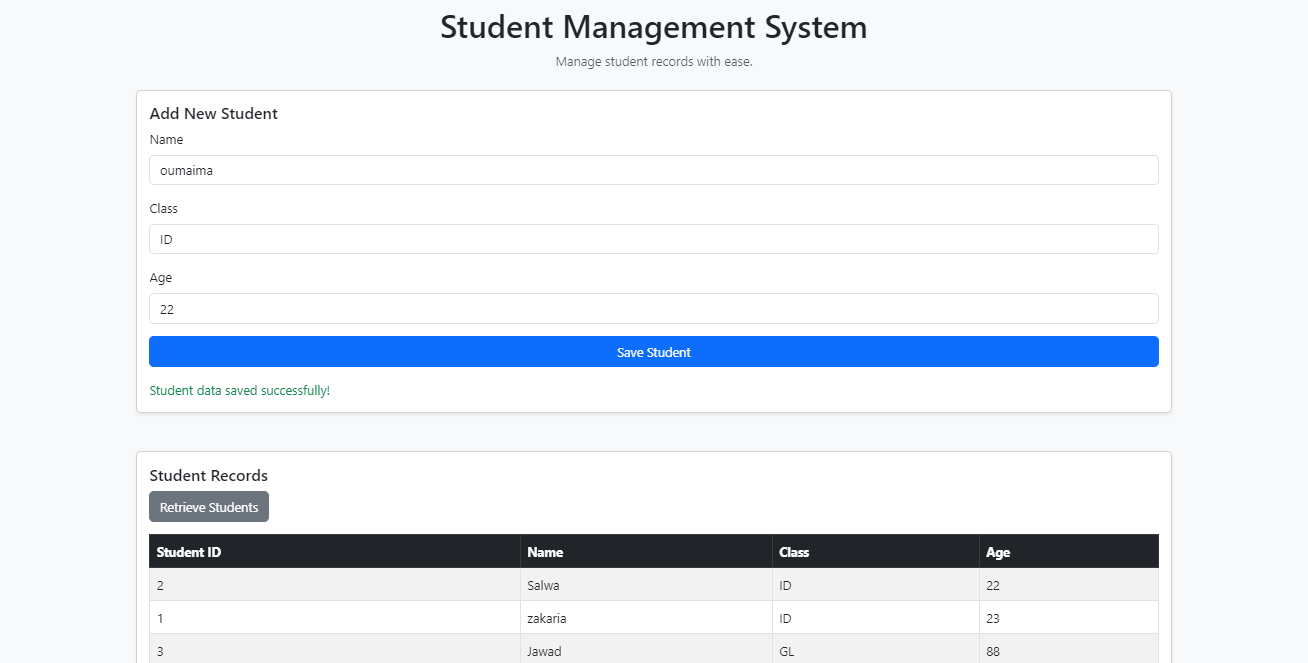 Student Management System
Manage student records with ease.
Add New Student
Name
oumaima
Class
ID
Age
22
Save Student
Student data saved successfully!
Student Records
Retrieve Students
Student ID Name Class Age
2 Salwa ID 22
1 zakaria ID 23
3 Jawad GL 88